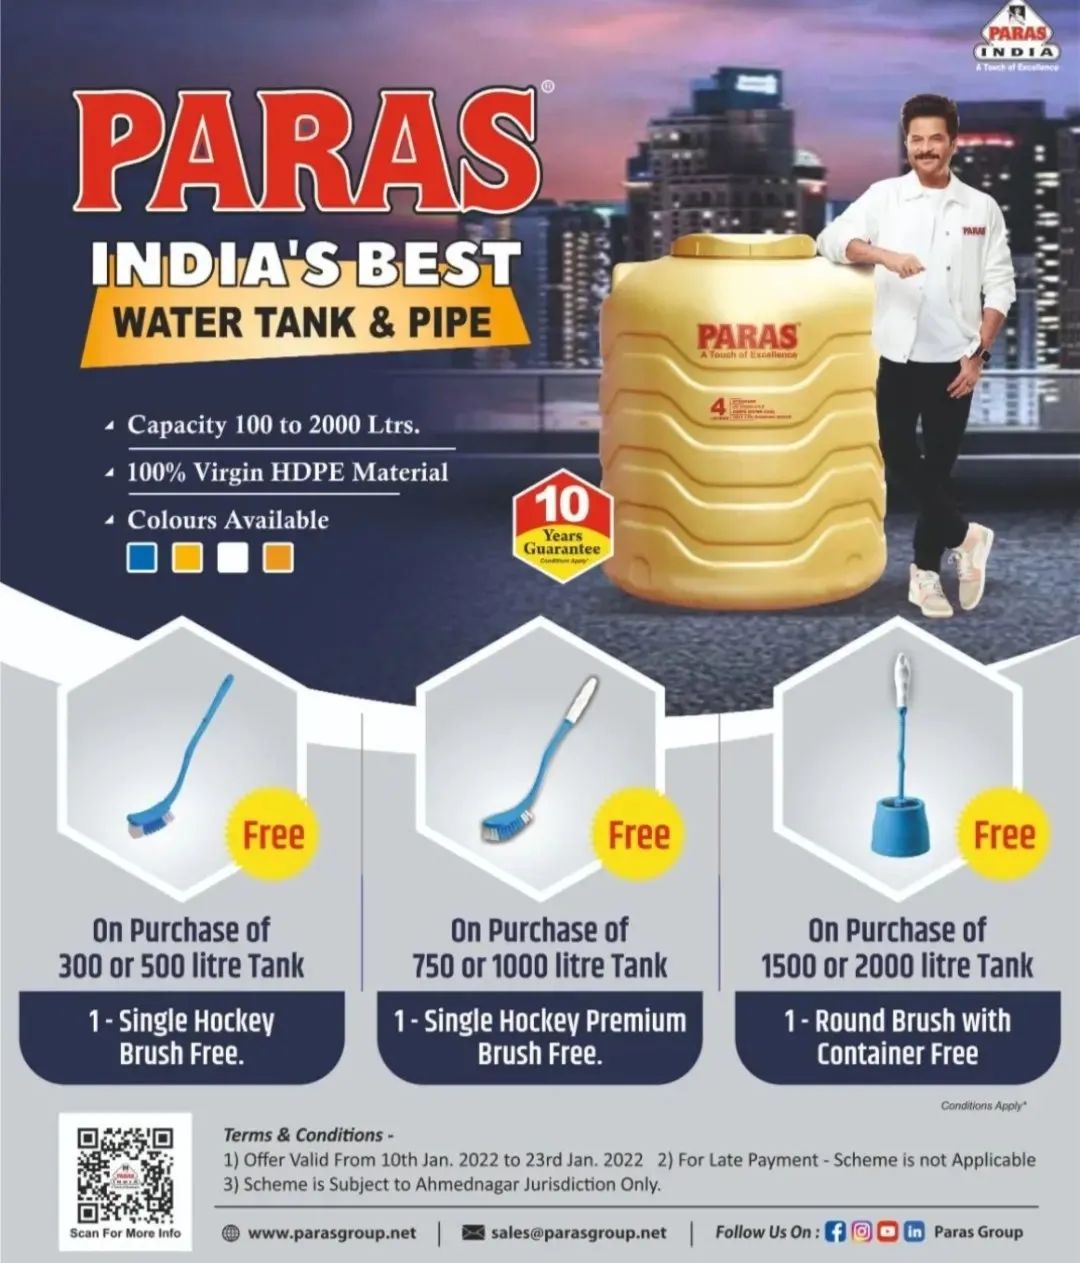 PARAS
INDIA
A Touch of Excellence
PARAS®
INDIA'S BEST
WATER TANK & PIPE
Capacity 100 to 2000 Ltrs.
100% Virgin HDPE Material
Colours Available
10
Years
Guarantee
Conditions Apply*
PARAS
A Touch of Excellence
4
PARAS
Free
Free
Free
On Purchase of
300 or 500 litre Tank
1 - Single Hockey
Brush Free.
On Purchase of
750 or 1000 litre Tank
1 - Single Hockey Premium
Brush Free.
On Purchase of
1500 or 2000 litre Tank
1 - Round Brush with
Container Free
Conditions Apply*
PARAS
INDIA
Scan For More Info
Terms & Conditions -
1) Offer Valid From 10th Jan. 2022 to 23rd Jan. 2022 2) For Late Payment - Scheme is not Applicable
3) Scheme is Subject to Ahmednagar Jurisdiction Only.
www.parasgroup.net | sales@parasgroup.net | Follow Us On : Paras Group